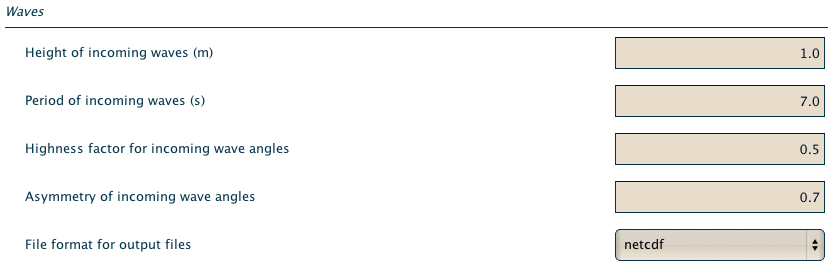 Waves
Height of incoming waves (m) 1.0
Period of incoming waves (s) 7.0
Highness factor for incoming wave angles 0.5
Asymmetry of incoming wave angles 0.7
File format for output files netcdf